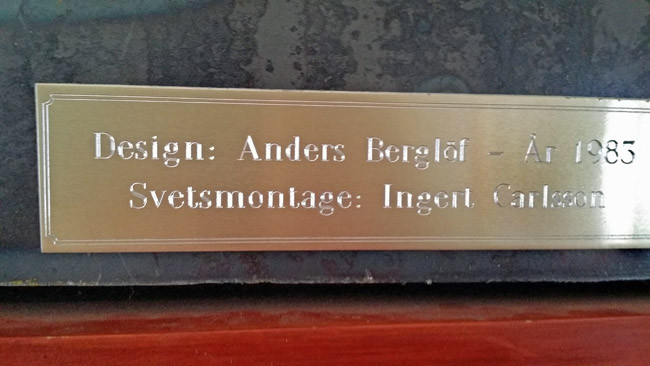 Design: Anders Berglöf - År 1983
Svetsmontage: Ingert Carlsson